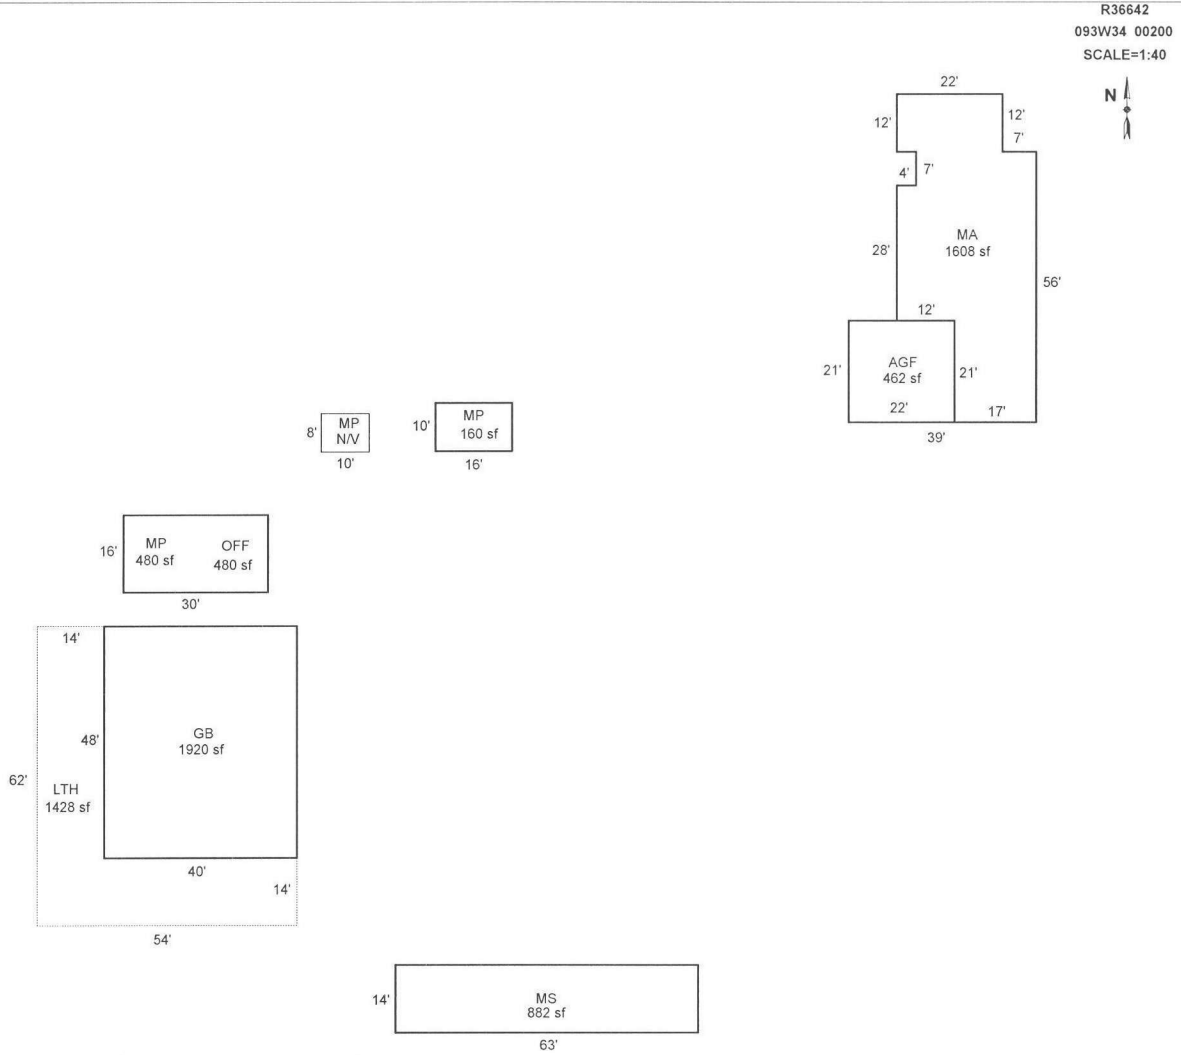 R36642
093W34 00200
SCALE=1:40
N
22'
12'
12'
7'
4'
7'
MA
1608 sf
28'
56'
12'
AGF
462 sf
21'
21'
22'
17'
39'
MP
N/V
8'
10'
MP
160 sf
10'
16'
MP
480 sf
OFF
480 sf
16'
30'
14'
GB
1920 sf
48'
62'
LTH
1428 sf
40'
14'
54'
MS
882 sf
14'
63'